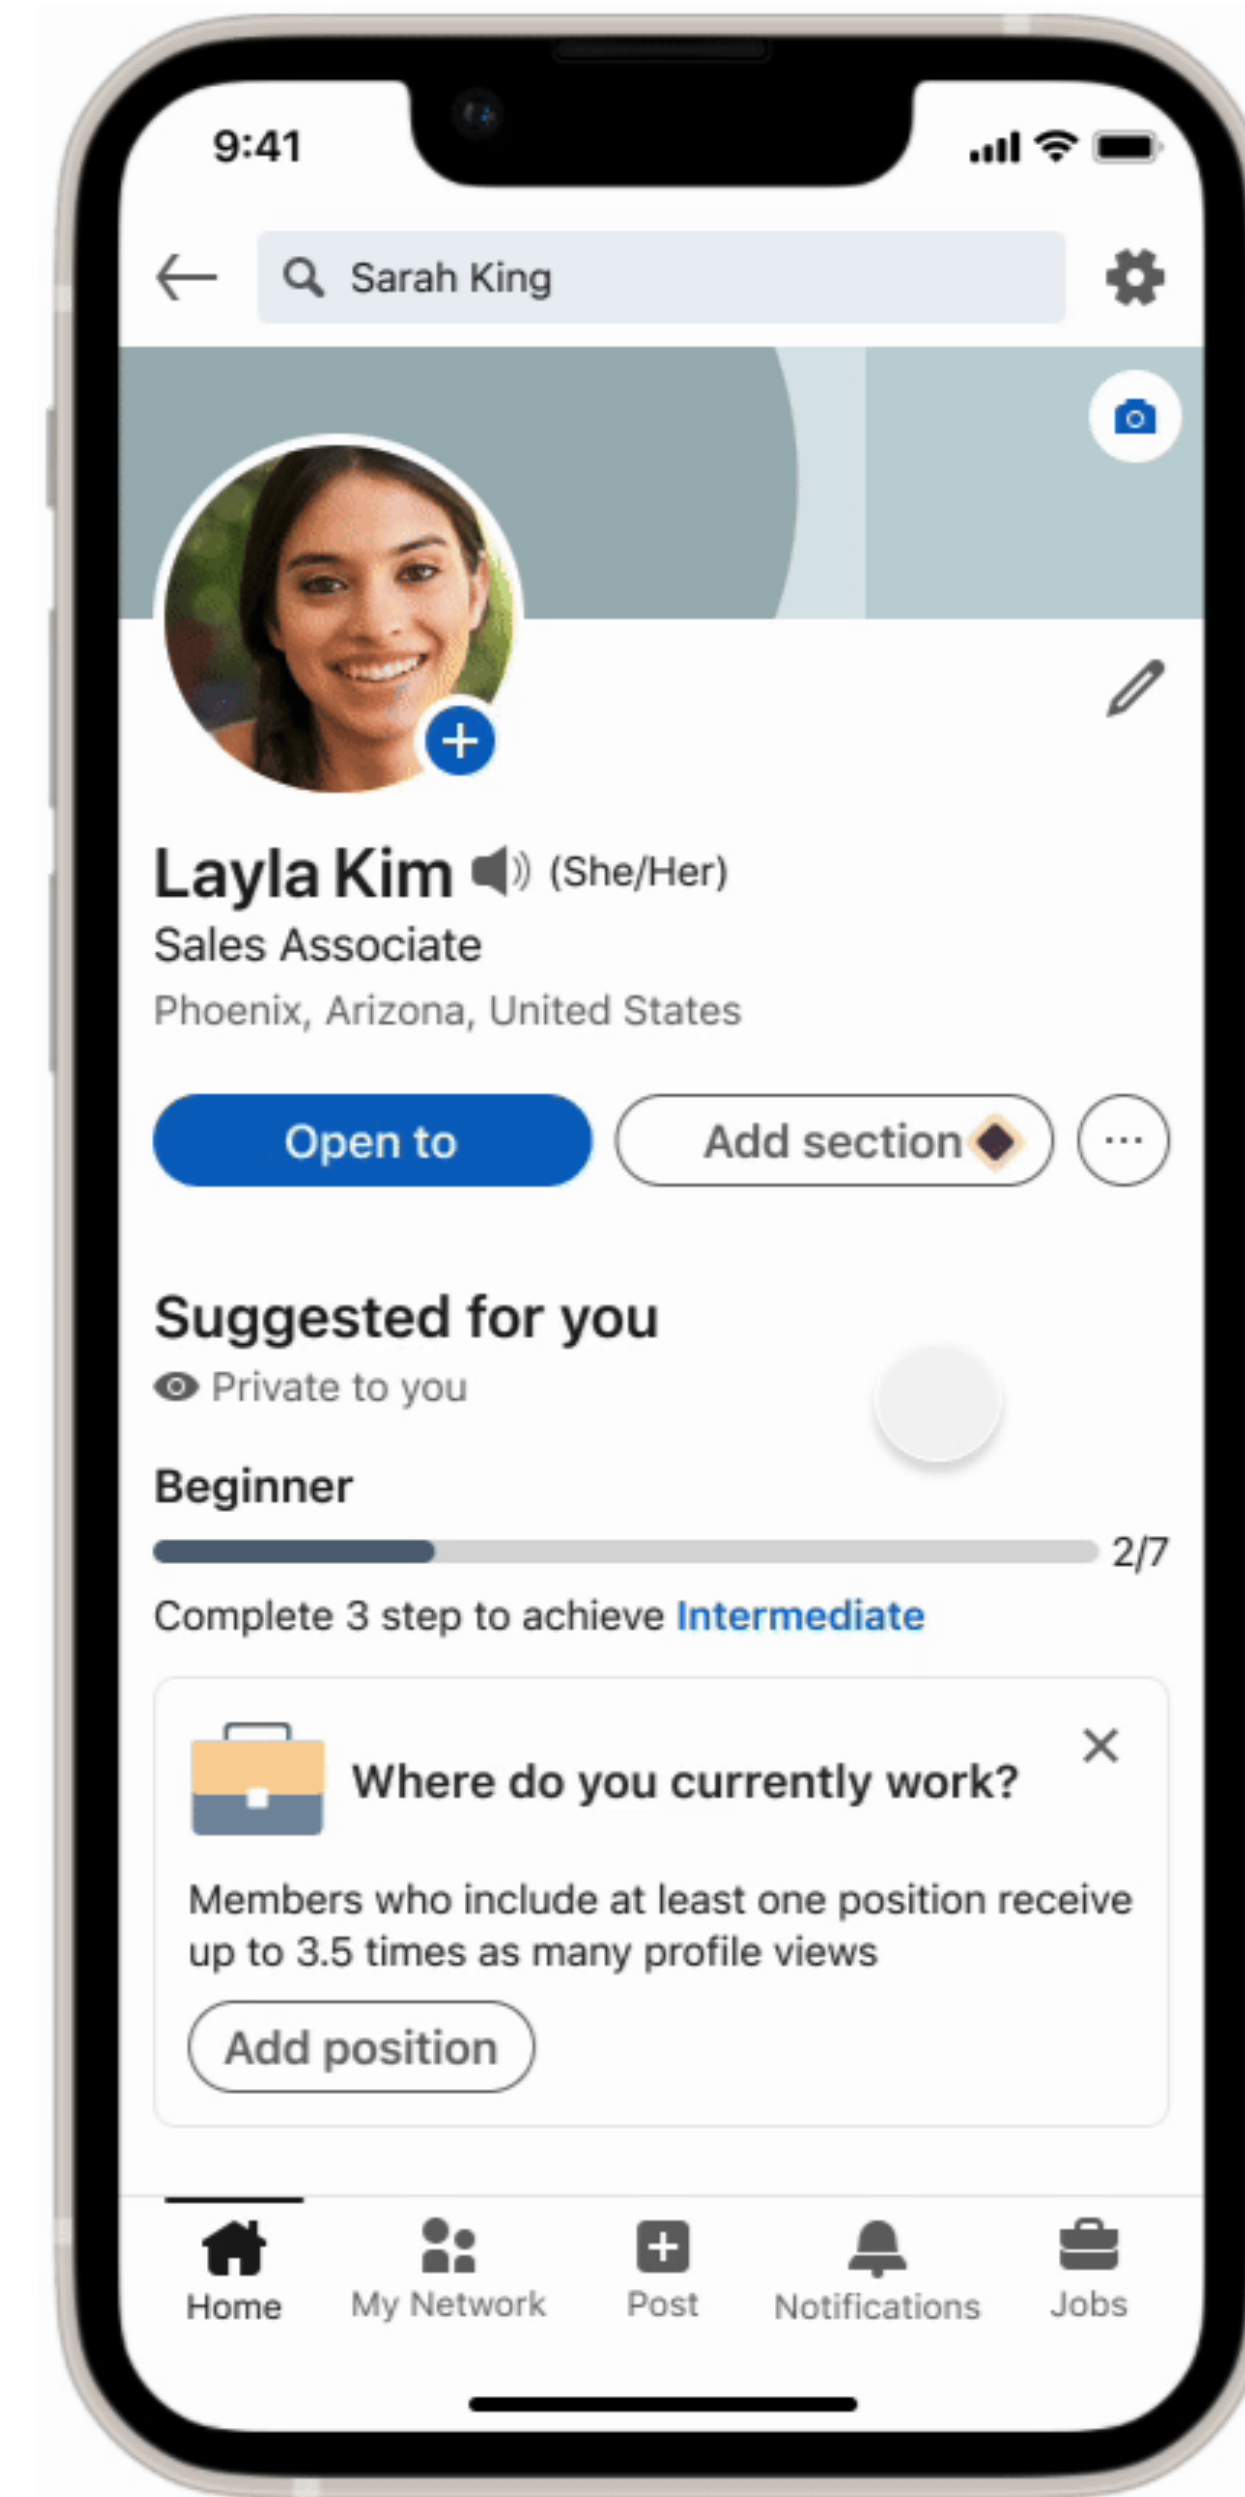 9:41
Sarah King
Layla Kim (She/Her)
Sales Associate
Phoenix, Arizona, United States
Open to
Add section
Suggested for you
Private to you
Beginner
2/7
Complete 3 step to achieve Intermediate
Where do you currently work?
Members who include at least one position receive
up to 3.5 times as many profile views
Add position
Home
My Network
Post
Notifications
Jobs